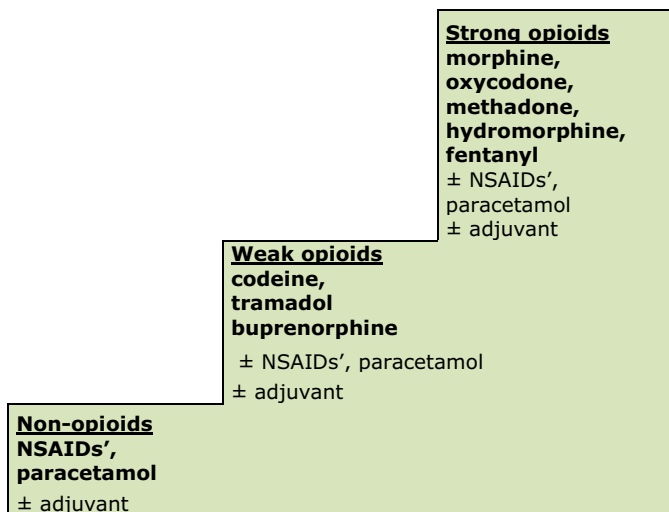 Strong opioids
morphine,
oxycodone,
methadone,
hydromorphine,
fentanyl
± NSAIDs’,
paracetamol
± adjuvant
Weak opioids
codeine,
tramadol
buprenorphine
± NSAIDs’, paracetamol
± adjuvant
Non-opioids
NSAIDs’,
paracetamol
± adjuvant